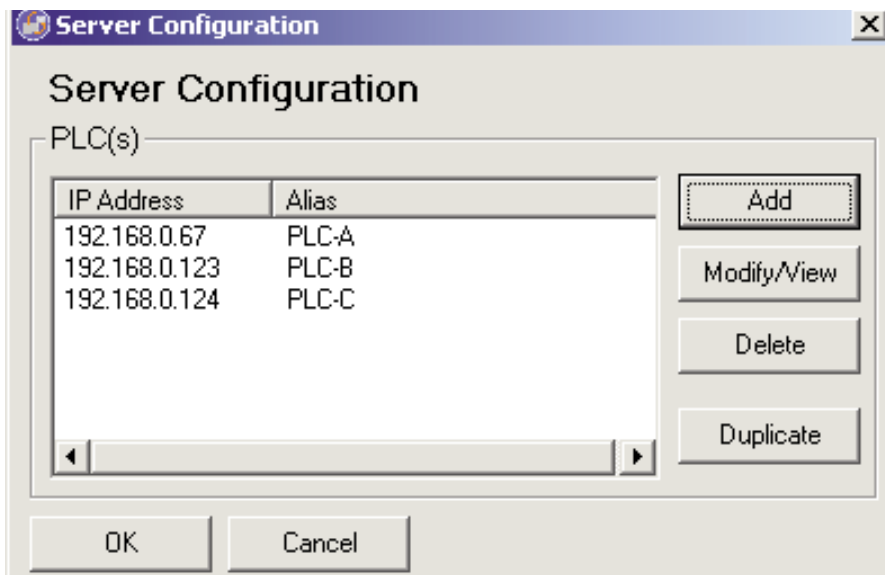 Server Configuration
Server Configuration
PLC(s)
IP Address Alias
192.168.0.67 PLC-A
192.168.0.123 PLC-B
192.168.0.124 PLC-C
Add
Modify/View
Delete
Duplicate
OK Cancel